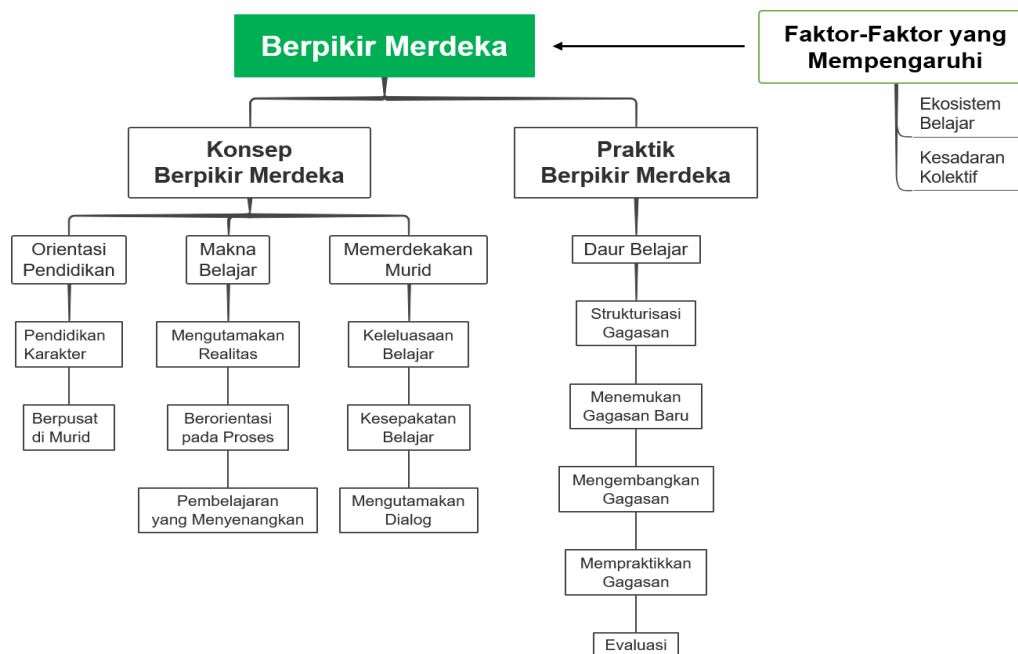 Berpikir Merdeka
Faktor-Faktor yang
Mempengaruhi
Ekosistem
Belajar
Kesadaran
Kolektif
Konsep
Berpikir Merdeka
Praktik
Berpikir Merdeka
Orientasi
Pendidikan
Makna
Belajar
Memerdekakan
Murid
Daur Belajar
Pendidikan
Karakter
Mengutamakan
Realitas
Keleluasaan
Belajar
Strukturisasi
Gagasan
Berpusat
di Murid
Berorientasi
pada Proses
Kesepakatan
Belajar
Menemukan
Gagasan Baru
Pembelajaran
yang Menyenangkan
Mengutamakan
Dialog
Mengembangkan
Gagasan
Mempraktikkan
Gagasan
Evaluasi